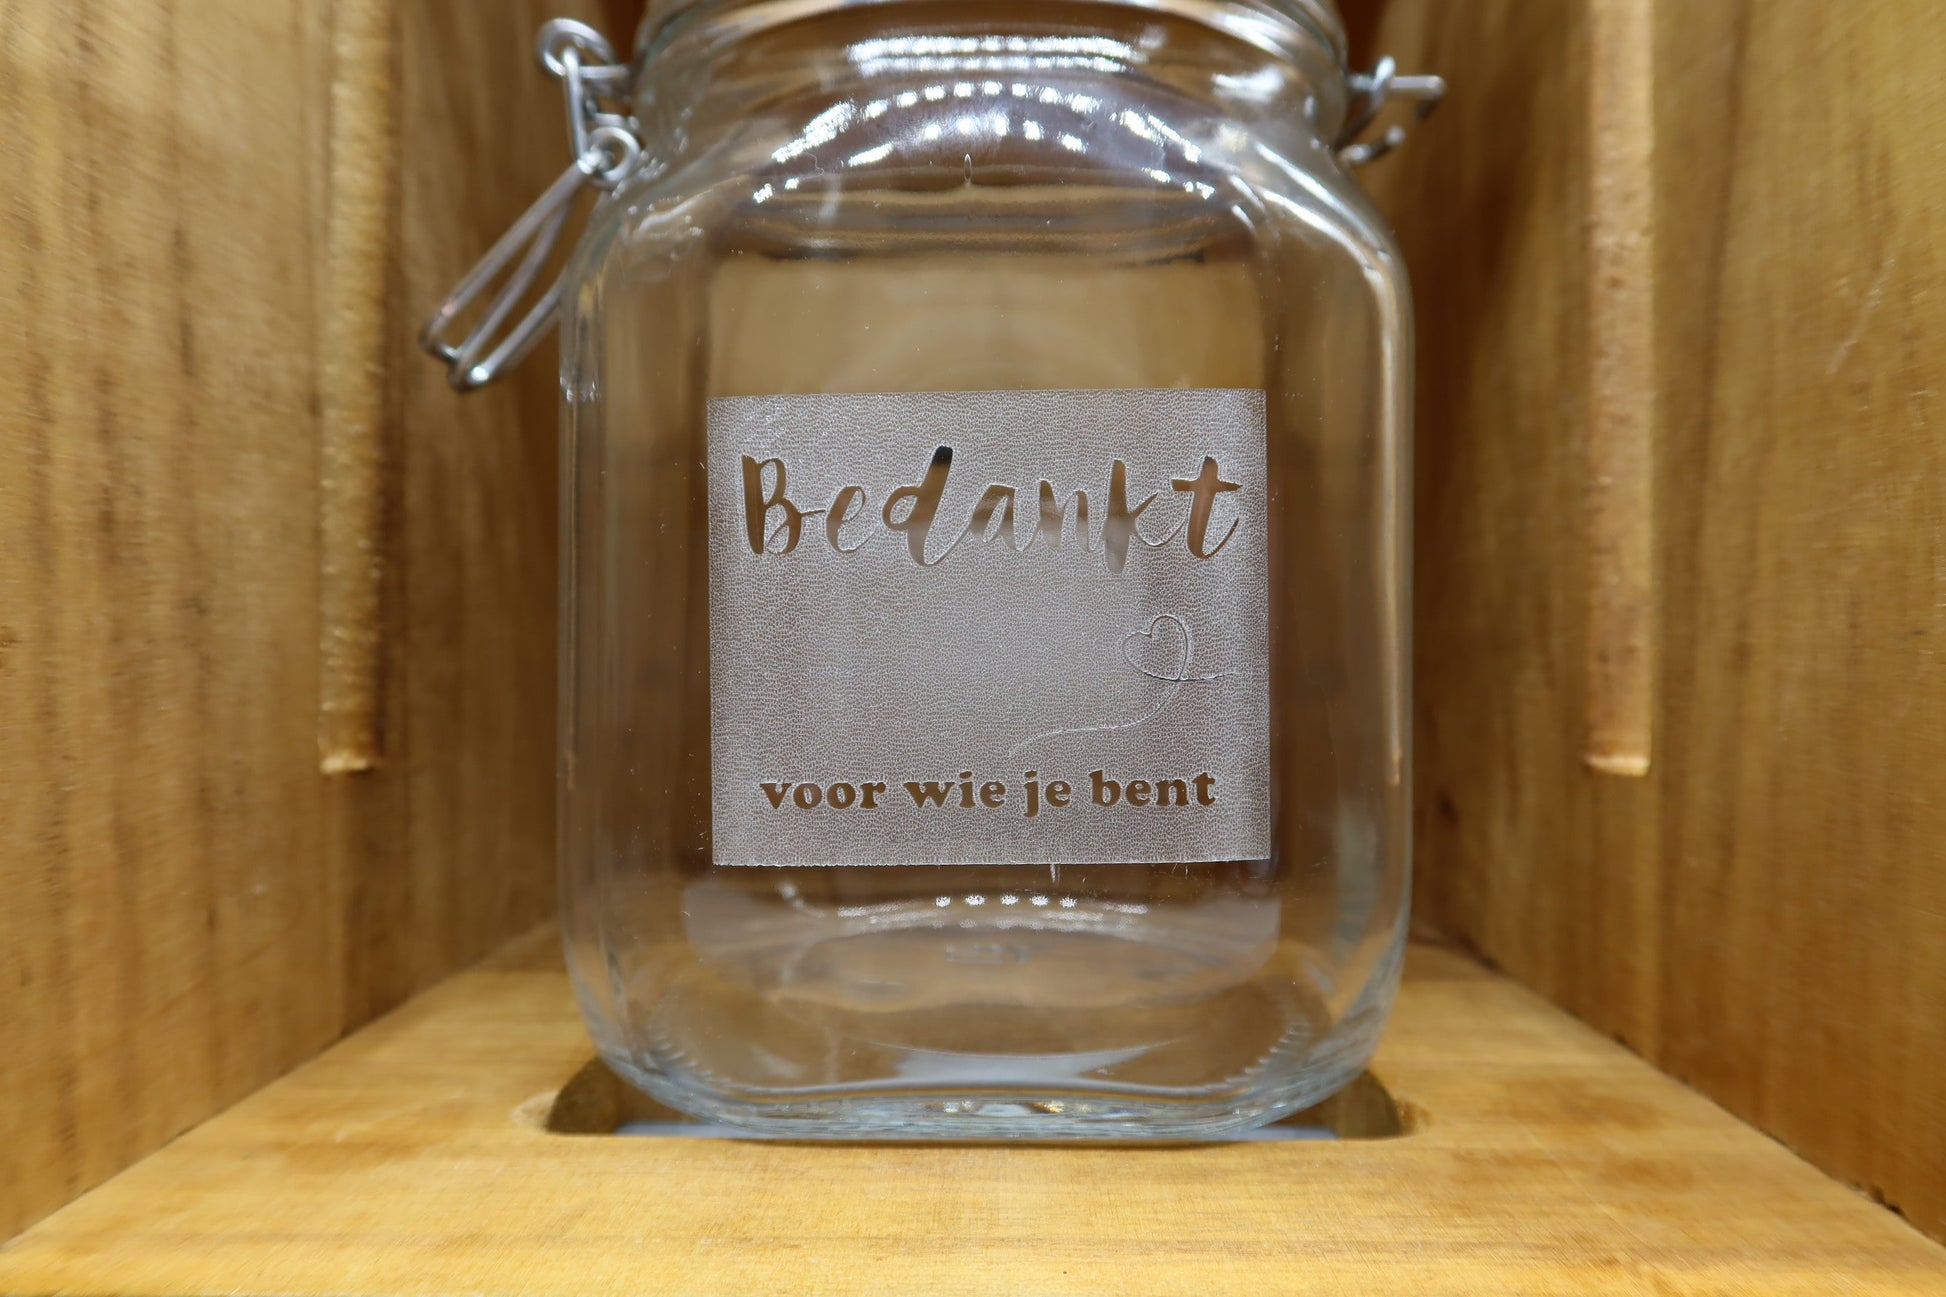 Bedankt
voor wie je bent